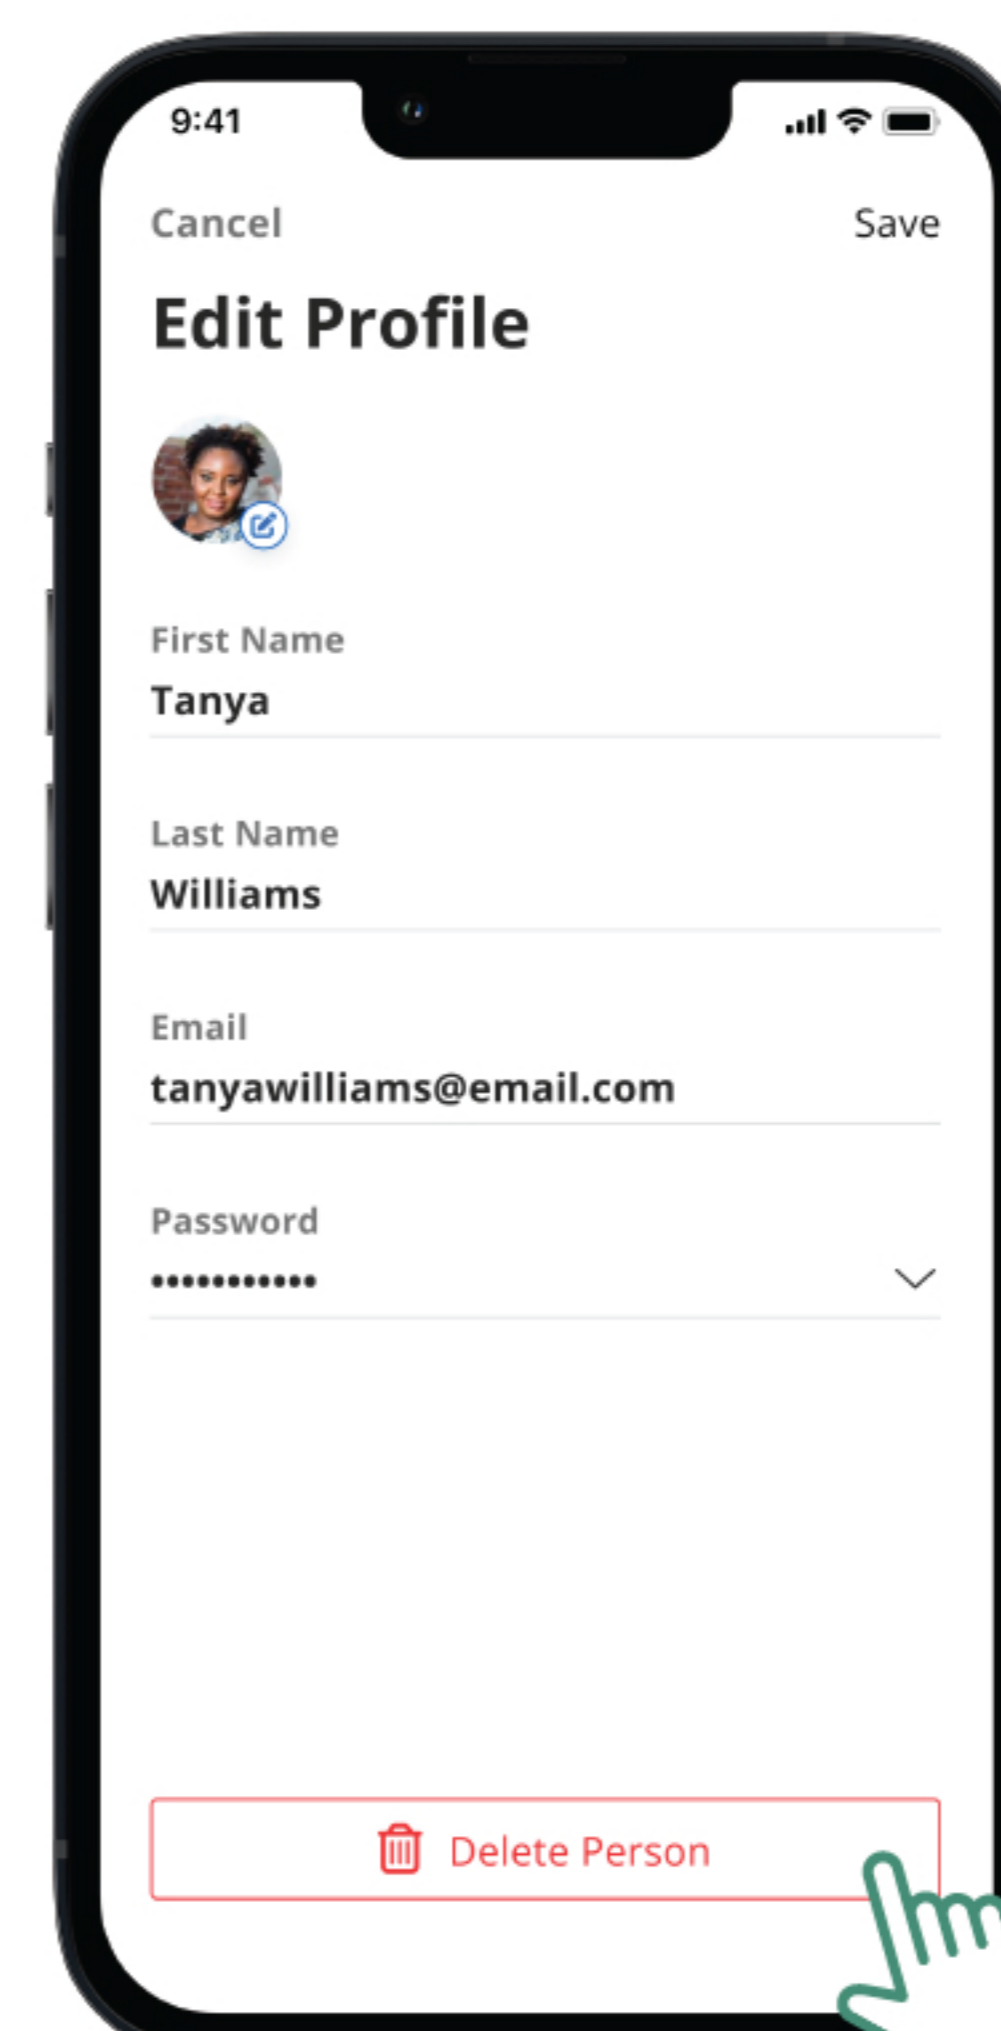 9:41
Cancel
Save
Edit Profile
First Name
Tanya
Last Name
Williams
Email
tanyawilliams@email.com
Password
•••••••••••
Delete Person